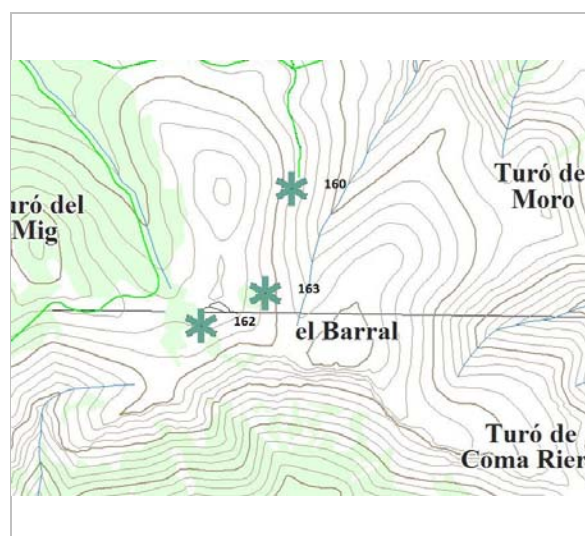 160
Turó de
Moro
uró del
Mig
163
162
el Barral
Turó de
Coma Rier